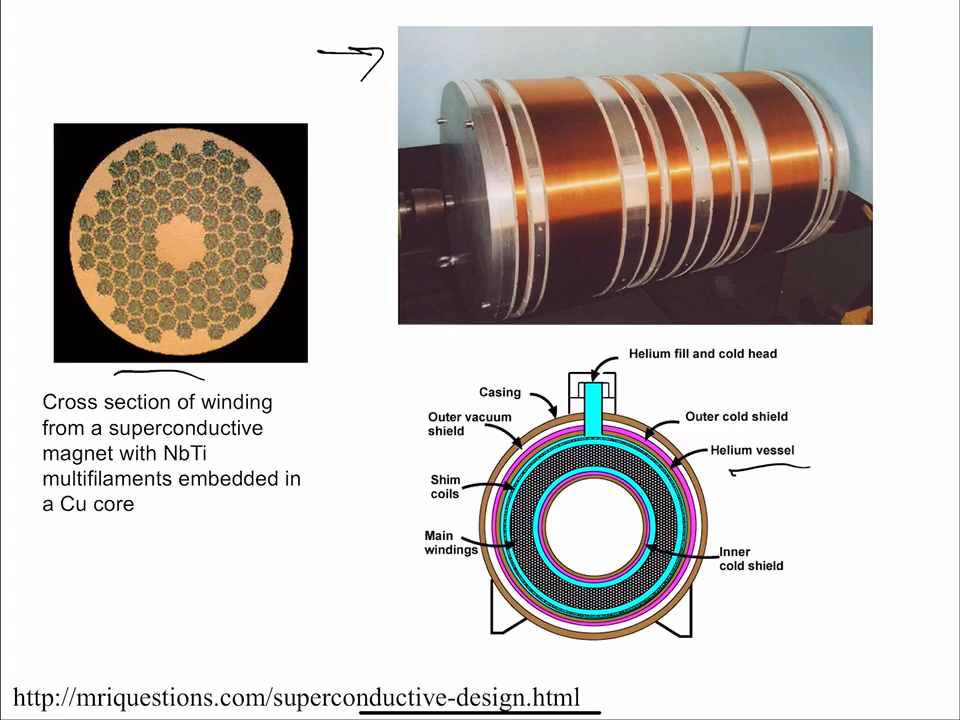 Cross section of winding
from a superconductive
magnet with NbTi
multifilaments embedded in
a Cu core
Helium fill and cold head
Casing
Outer vacuum
shield
Outer cold shield
Helium vessel
Shim
coils
Main
windings
Inner
cold shield
http://mriquestions.com/superconductive-design.html